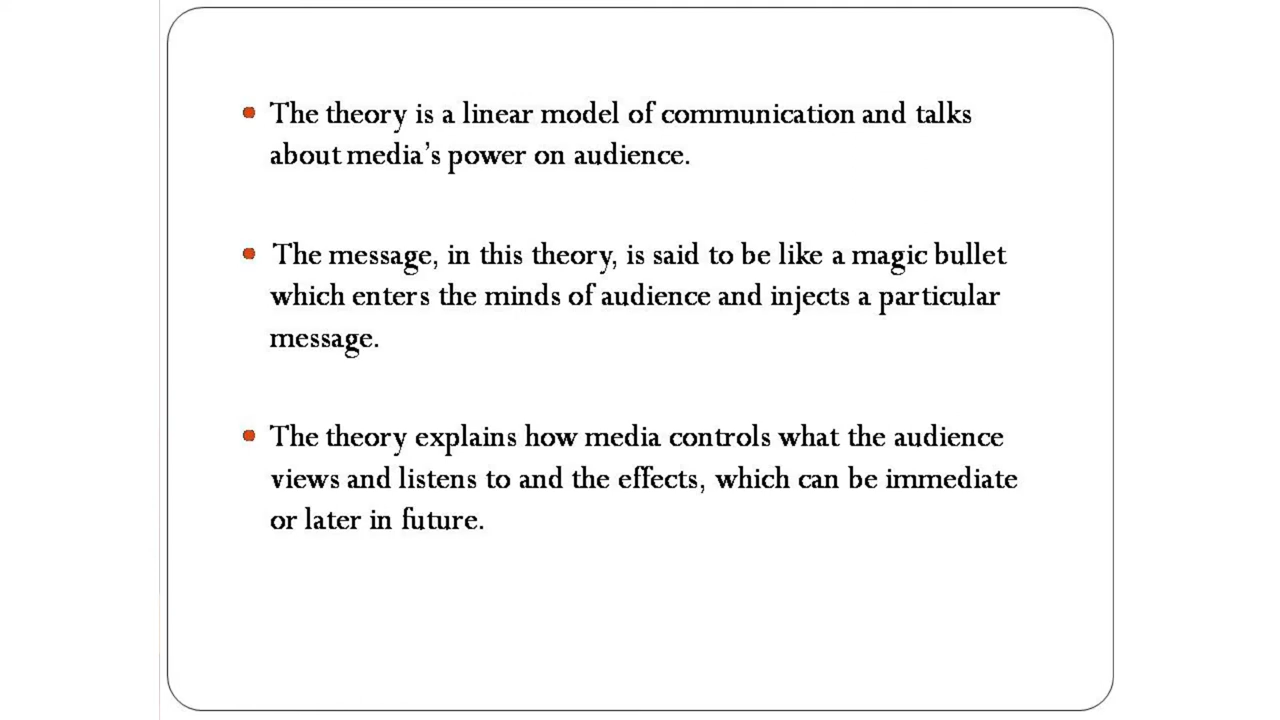 • The theory is a linear model of communication and talks
about media’s power on audience.
• The message, in this theory, is said to be like a magic bullet
which enters the minds of audience and injects a particular
message.
• The theory explains how media controls what the audience
views and listens to and the effects, which can be immediate
or later in future.